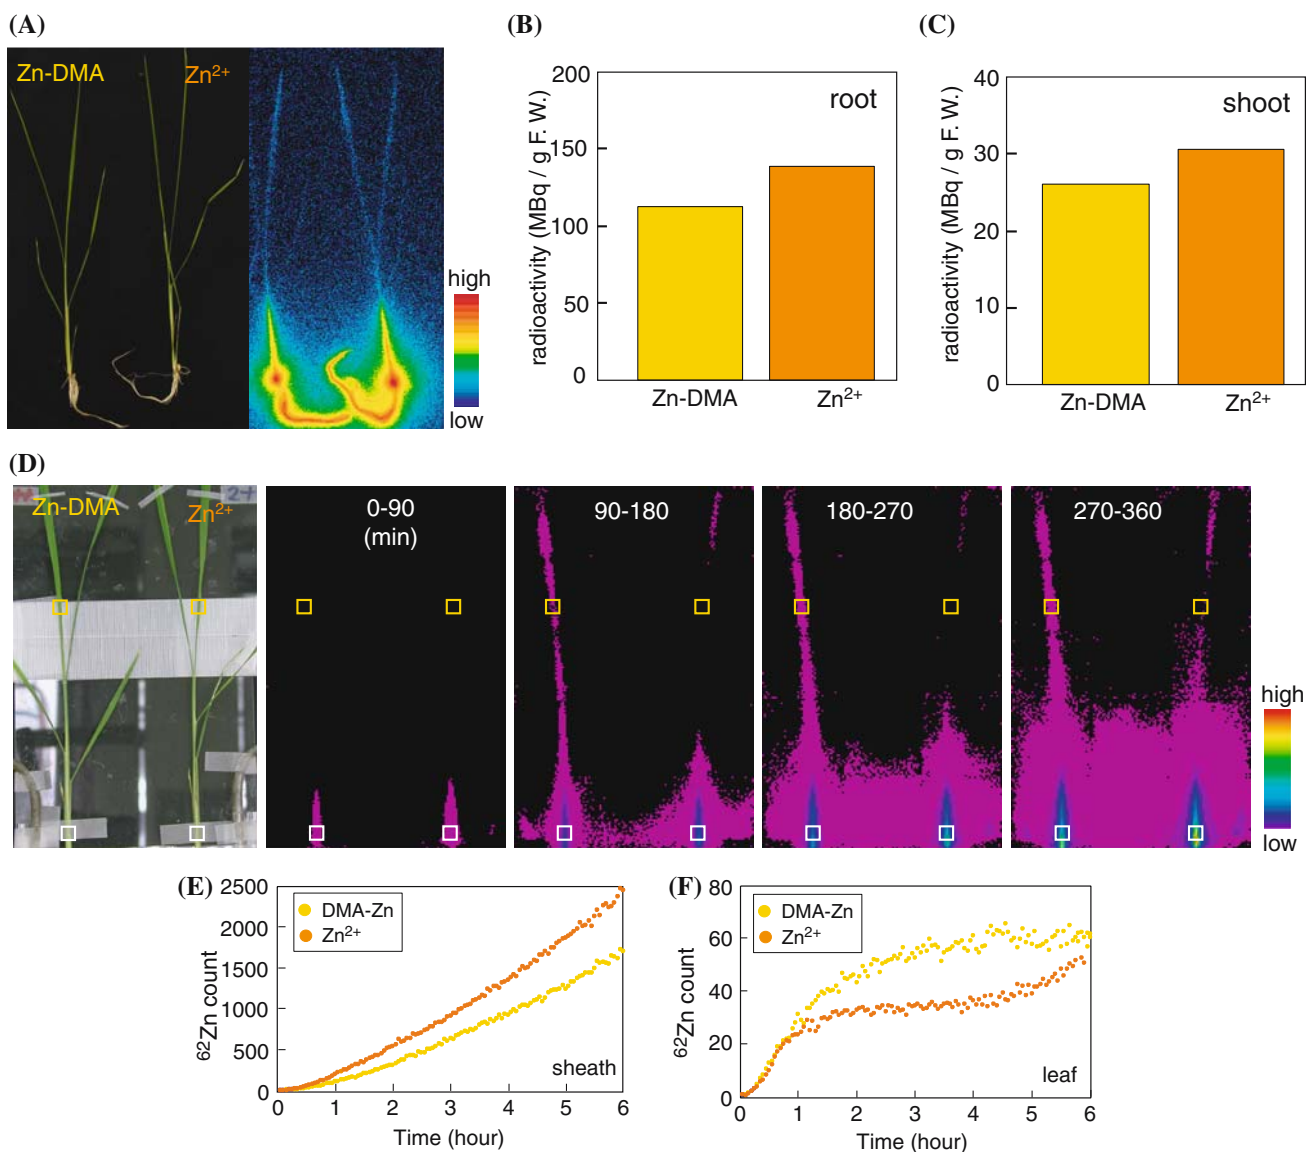 (A)
Zn-DMA Zn²⁺
high
low
(B)
radioactivity (MBq / g F. W.)
200
150
100
50
0
root
Zn-DMA Zn²⁺
(C)
radioactivity (MBq / g F. W.)
40
30
20
10
0
shoot
Zn-DMA Zn²⁺
(D)
Zn-DMA Zn²⁺
0-90
(min)
90-180
180-270
270-360
high
low
(E)
⁶²Zn count
2500
2000
1500
1000
500
0
DMA-Zn
Zn²⁺
sheath
0 1 2 3 4 5 6
Time (hour)
(F)
⁶²Zn count
80
60
40
20
0
DMA-Zn
Zn²⁺
leaf
0 1 2 3 4 5 6
Time (hour)